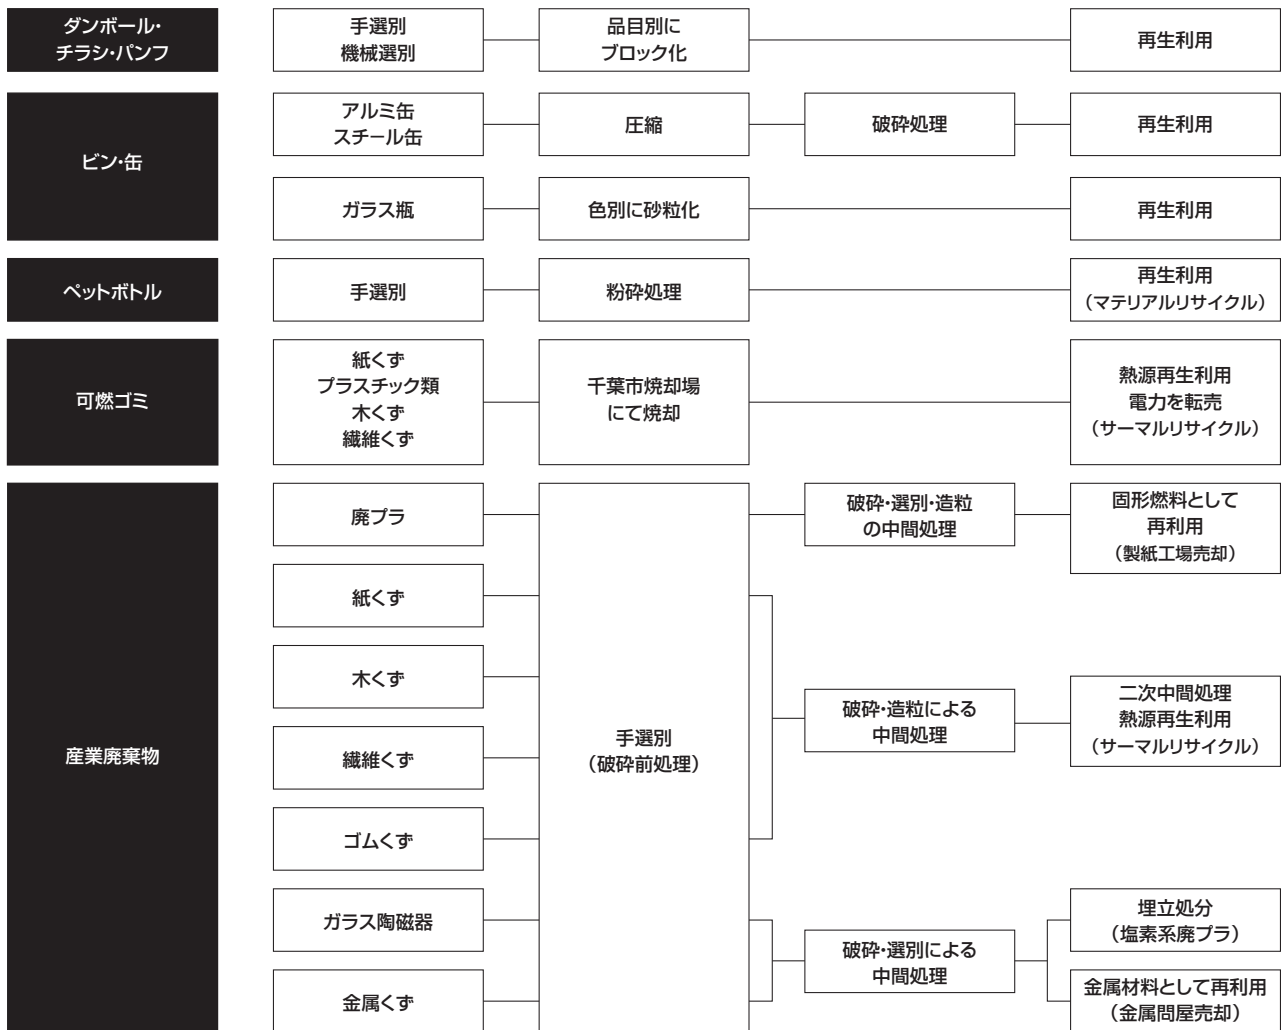 ダンボール・
チラシ・パンフ
手選別
機械選別
品目別に
ブロック化
再生利用
ビン・缶
アルミ缶
スチール缶
圧縮
破砕処理
再生利用
ガラス瓶
色別に砂粒化
再生利用
ペットボトル
手選別
粉砕処理
再生利用
（マテリアルリサイクル）
可燃ゴミ
紙くず
プラスチック類
木くず
繊維くず
千葉市焼却場
にて焼却
熱源再生利用
電力を転売
（サーマルリサイクル）
産業廃棄物
廃プラ
紙くず
木くず
繊維くず
ゴムくず
ガラス陶磁器
金属くず
手選別
（破砕前処理）
破砕・選別・造粒
の中間処理
固形燃料として
再利用
（製紙工場売却）
破砕・造粒による
中間処理
二次中間処理
熱源再生利用
（サーマルリサイクル）
破砕・選別による
中間処理
埋立処分
（塩素系廃プラ）
金属材料として再利用
（金属問屋売却）